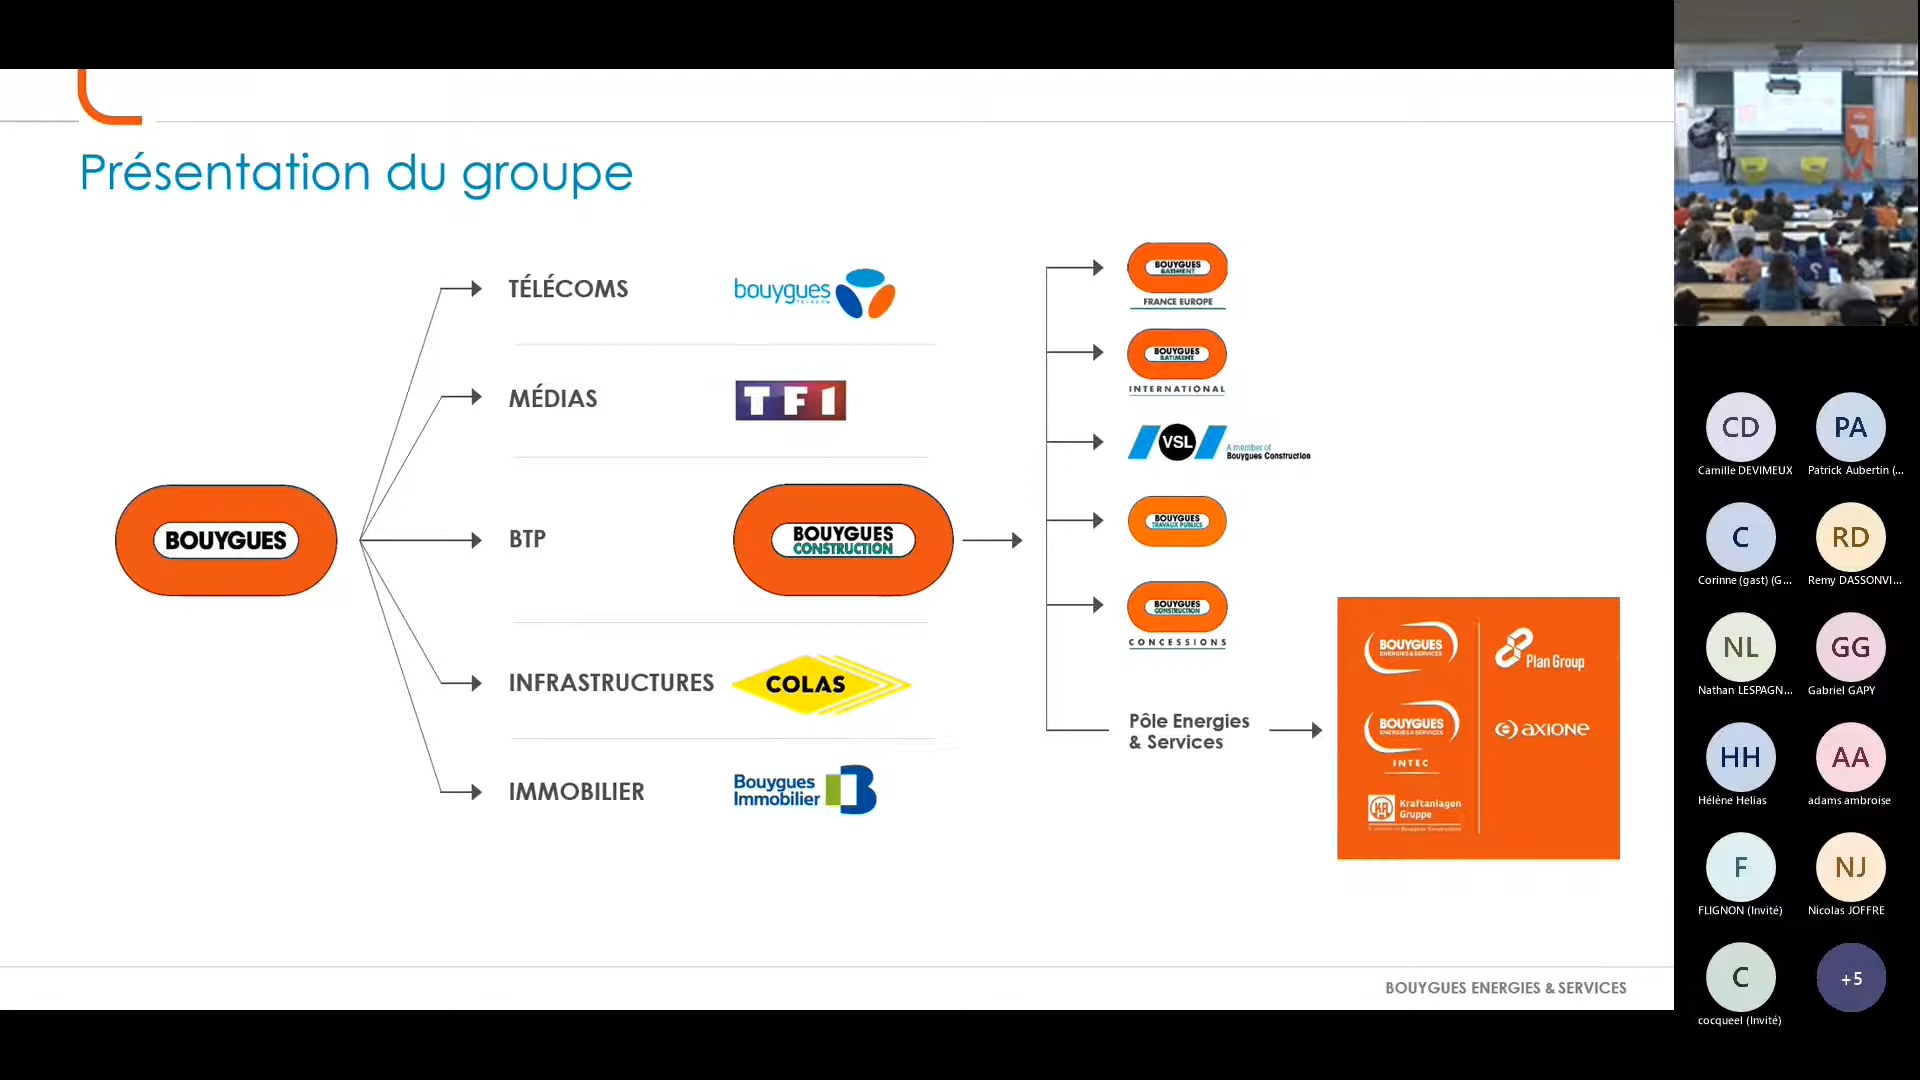 Présentation du groupe
BOUYGUES
TÉLÉCOMS
bouygues
TELECOM
MÉDIAS
TF1
BTP
BOUYGUES
CONSTRUCTION
INFRASTRUCTURES
COLAS
IMMOBILIER
Bouygues
Immobilier
BOUYGUES
BATIMENT
FRANCE EUROPE
BOUYGUES
BATIMENT
INTERNATIONAL
VSL
A member of
Bouygues Construction
BOUYGUES
TRAVAUX PUBLICS
BOUYGUES
CONSTRUCTION
CONCESSIONS
Pôle Energies
& Services
BOUYGUES
ENERGIES & SERVICES
Plan Group
BOUYGUES
ENERGIES & SERVICES
INTEC
axione
Kraftanlagen
Gruppe
BOUYGUES ENERGIES & SERVICES
CD
Camille DEVIMEUX
PA
Patrick Aubertin (...
C
Corinne (gast) (G...
RD
Remy DASSONVI...
NL
Nathan LESPAGN...
GG
Gabriel GAPY
HH
Hélène Helias
AA
adams ambroise
F
FLIGNON (Invité)
NJ
Nicolas JOFFRE
C
cocqueel (Invité)
+5